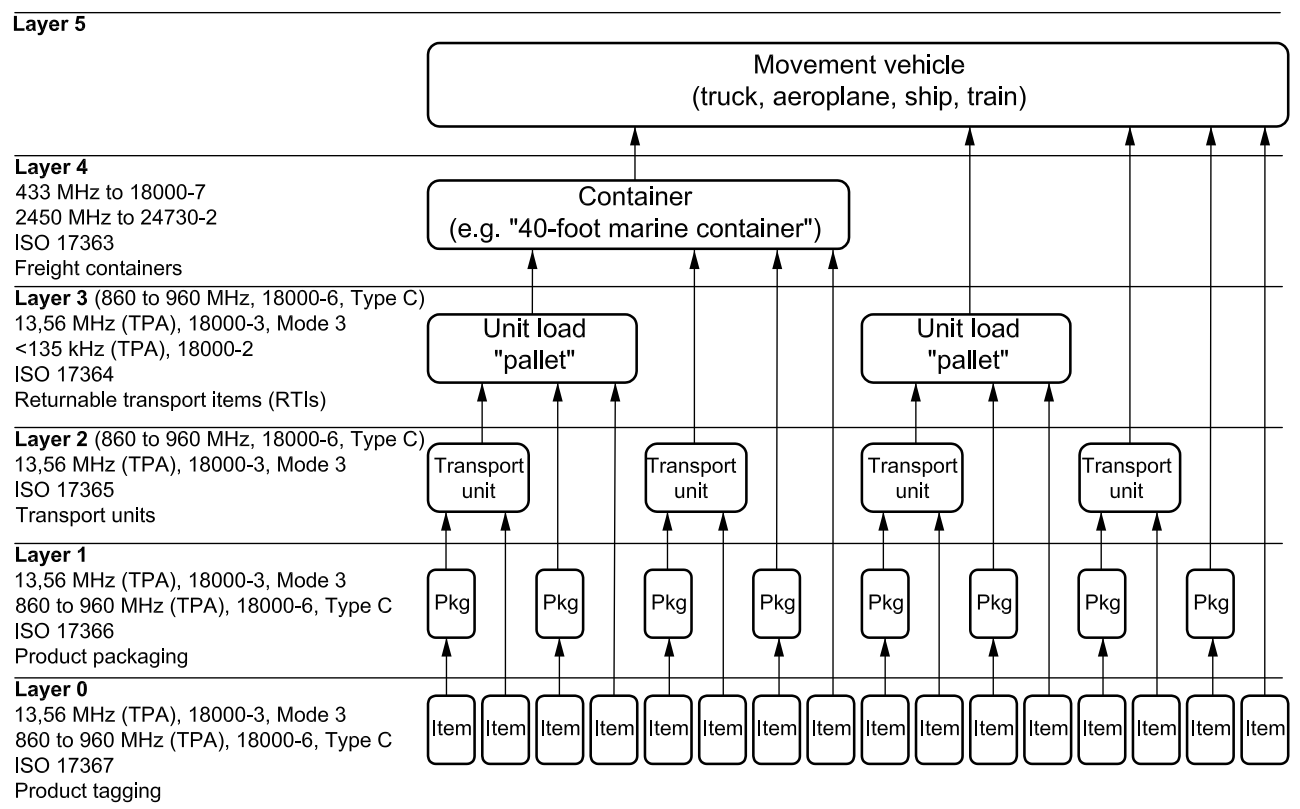 Layer 5
Movement vehicle
(truck, aeroplane, ship, train)
Layer 4
433 MHz to 18000-7
2450 MHz to 24730-2
ISO 17363
Freight containers
Container
(e.g. "40-foot marine container")
Layer 3 (860 to 960 MHz, 18000-6, Type C)
13,56 MHz (TPA), 18000-3, Mode 3
<135 kHz (TPA), 18000-2
ISO 17364
Returnable transport items (RTIs)
Unit load
"pallet"
Unit load
"pallet"
Layer 2 (860 to 960 MHz, 18000-6, Type C)
13,56 MHz (TPA), 18000-3, Mode 3
ISO 17365
Transport units
Transport
unit
Transport
unit
Transport
unit
Transport
unit
Layer 1
13,56 MHz (TPA), 18000-3, Mode 3
860 to 960 MHz (TPA), 18000-6, Type C
ISO 17366
Product packaging
Pkg Pkg Pkg Pkg Pkg Pkg Pkg Pkg
Layer 0
13,56 MHz (TPA), 18000-3, Mode 3
860 to 960 MHz (TPA), 18000-6, Type C
ISO 17367
Product tagging
Item Item Item Item Item Item Item Item Item Item Item Item Item Item Item Item